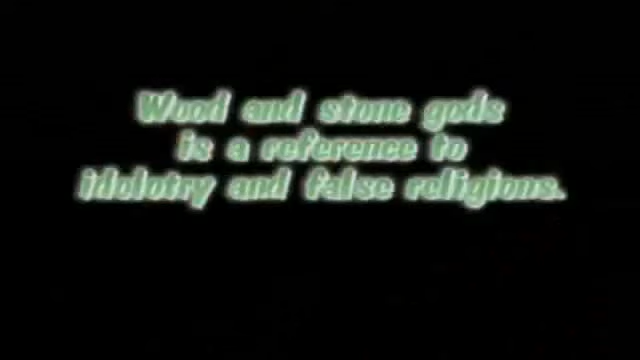 Wood and stone gods
is a reference to
idolotry and false religions.